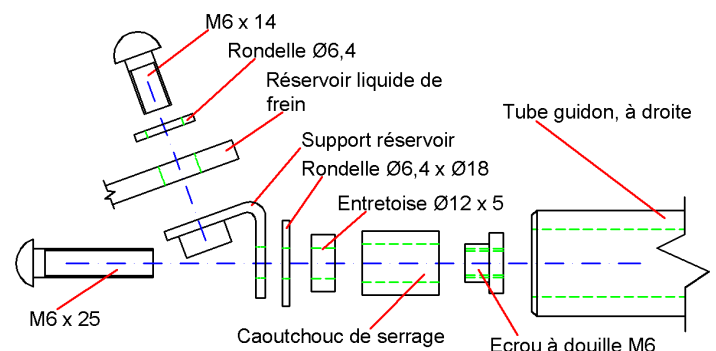 M6 x 14
Rondelle Ø6,4
Réservoir liquide de
frein
Tube guidon, à droite
Support réservoir
Rondelle Ø6,4 x Ø18
Entretoise Ø12 x 5
M6 x 25
Caoutchouc de serrage
Ecrou à douille M6